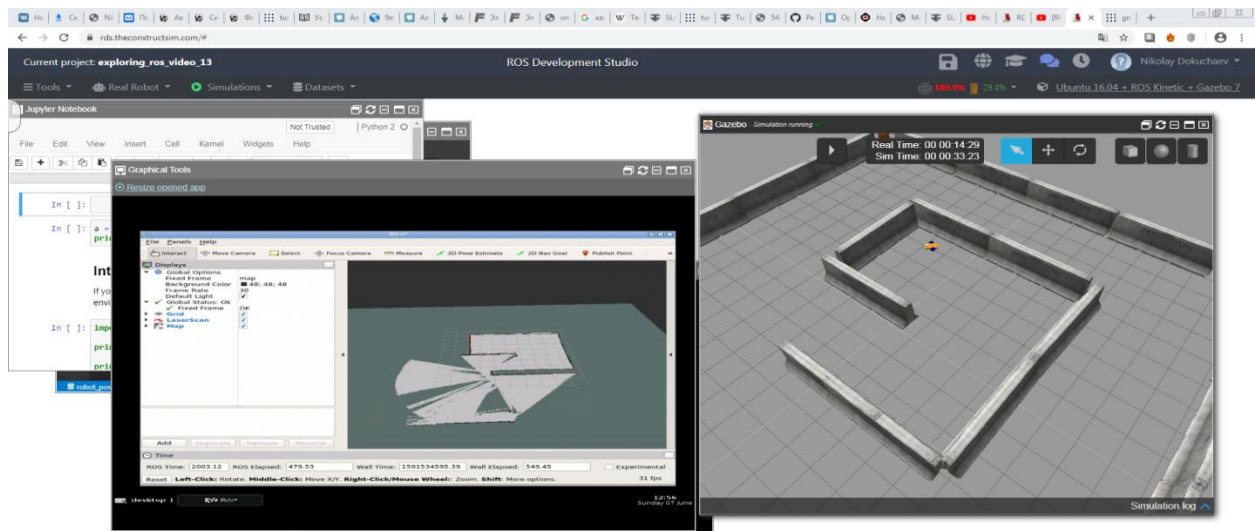 rds.theconstructsim.com/#
Current project: exploring_ros_video_13
ROS Development Studio
Nikolay Dokuchaev
Tools
Real Robot
Simulations
Datasets
100.0%
29.4%
Ubuntu 16.04 + ROS Kinetic + Gazebo 7
Jupyter Notebook
Not Trusted
Python 2
File Edit View Insert Cell Kernel Widgets Help
In [ ]:
In [ ]: a =
Int
If yo
envi
In [ ]:
robot_pos
Graphical Tools
Resize opened app
File Panels Help
Interact Move Camera Select Focus Camera Measure 2D Pose Estimate 2D Nav Goal Publish Point
Displays
Global Options
Fixed Frame map
Background Color 48; 48; 48
Frame Rate 30
Default Light
Global Status: Ok
Fixed Frame OK
Grid
LaserScan
Map
Add Duplicate Remove Rename
Time
ROS Time: 2003.12 ROS Elapsed: 479.53 Wall Time: 1591534595.39 Wall Elapsed: 549.45 Experimental
Reset Left-Click: Rotate. Middle-Click: Move X/Y. Right-Click/Mouse Wheel: Zoom. Shift: More options. 31 fps
desktop 1
12:56
Sunday 07 June
Gazebo Simulation running
Real Time: 00 00:14:29
Sim Time: 00 00:33:23
Simulation log